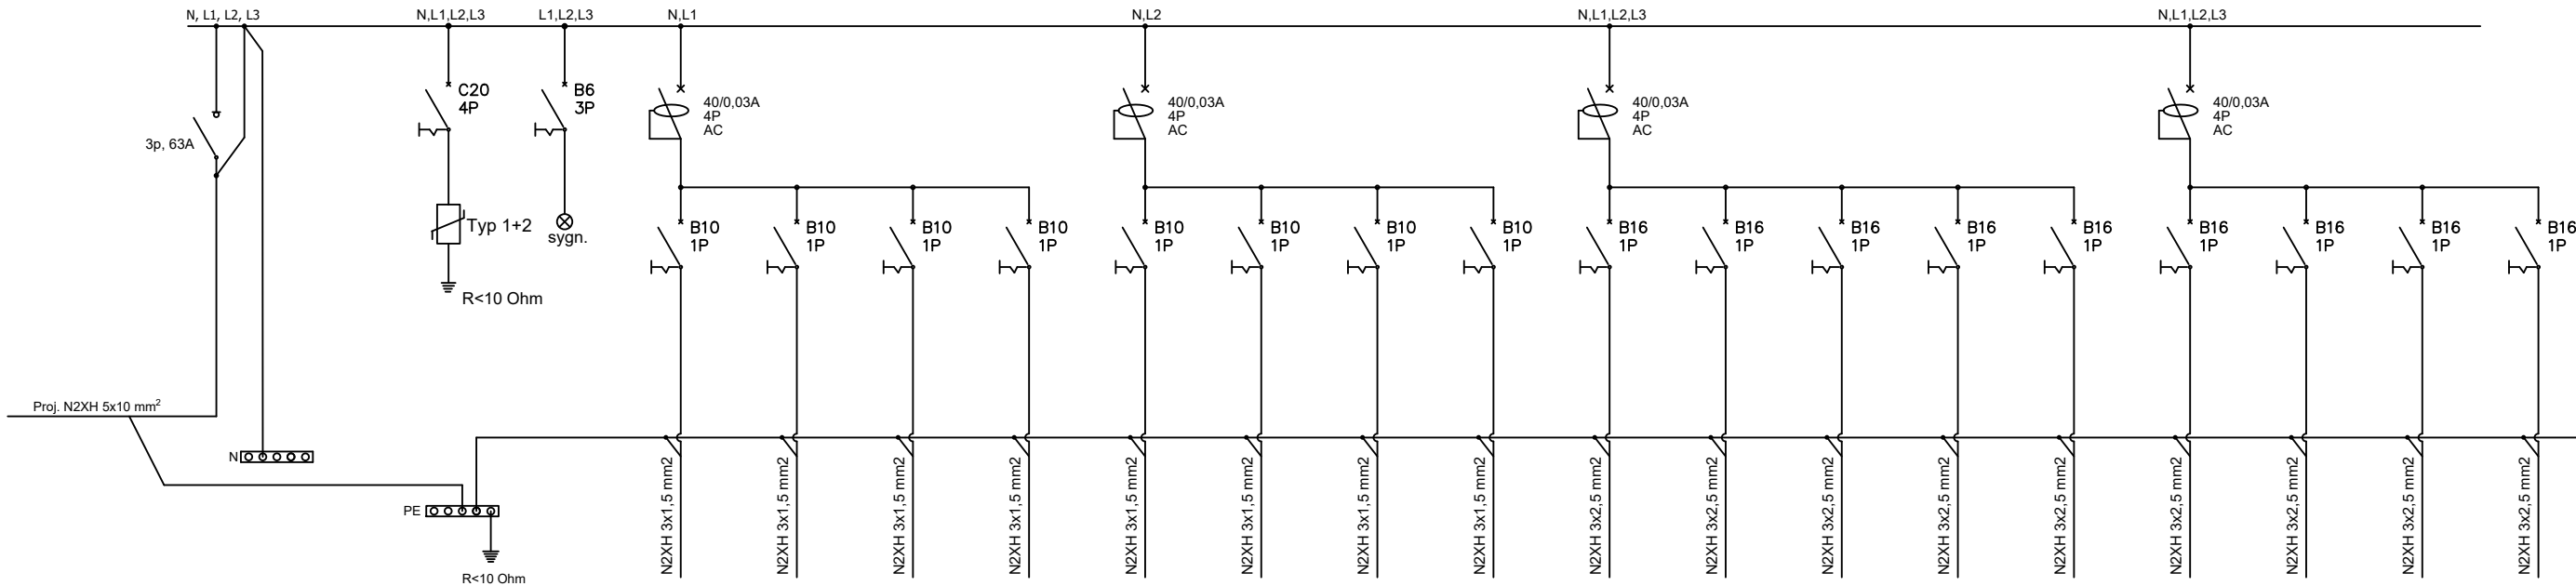 N, L1, L2, L3
N,L1,L2,L3
L1,L2,L3
N,L1
N,L2
N,L1,L2,L3
N,L1,L2,L3
3p, 63A
C20
4P
B6
3P
40/0,03A
4P
AC
40/0,03A
4P
AC
40/0,03A
4P
AC
40/0,03A
4P
AC
Typ 1+2
R<10 Ohm
sygn.
B10
1P
B10
1P
B10
1P
B10
1P
B10
1P
B10
1P
B10
1P
B10
1P
B16
1P
B16
1P
B16
1P
B16
1P
B16
1P
B16
1P
B16
1P
B16
1P
B16
1P
Proj. N2XH 5x10 mm²
N
PE
R<10 Ohm
N2XH 3x1,5 mm2
N2XH 3x1,5 mm2
N2XH 3x1,5 mm2
N2XH 3x1,5 mm2
N2XH 3x1,5 mm2
N2XH 3x1,5 mm2
N2XH 3x1,5 mm2
N2XH 3x1,5 mm2
N2XH 3x2,5 mm2
N2XH 3x2,5 mm2
N2XH 3x2,5 mm2
N2XH 3x2,5 mm2
N2XH 3x2,5 mm2
N2XH 3x2,5 mm2
N2XH 3x2,5 mm2
N2XH 3x2,5 mm2
N2XH 3x2,5 mm2